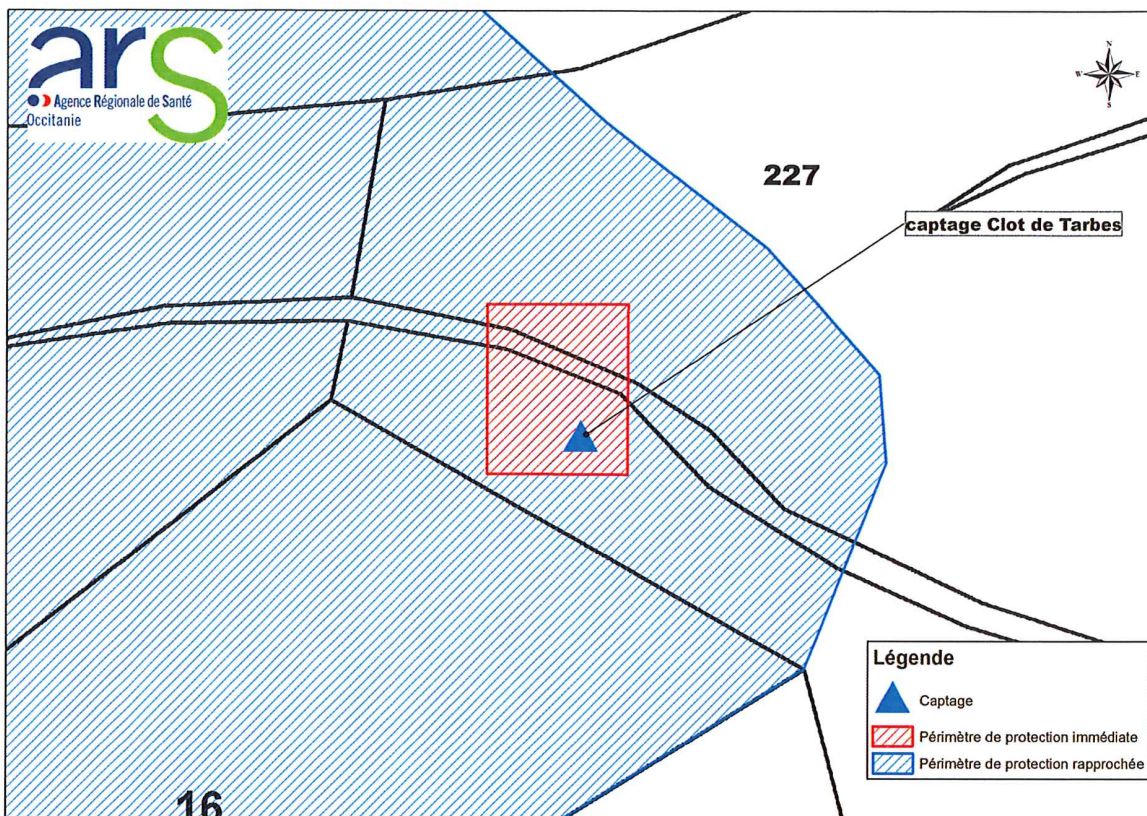 ars
Agence Régionale de Santé
Occitanie
N
W E
S
227
captage Clot de Tarbes
Légende
Captage
Périmètre de protection immédiate
Périmètre de protection rapprochée
16